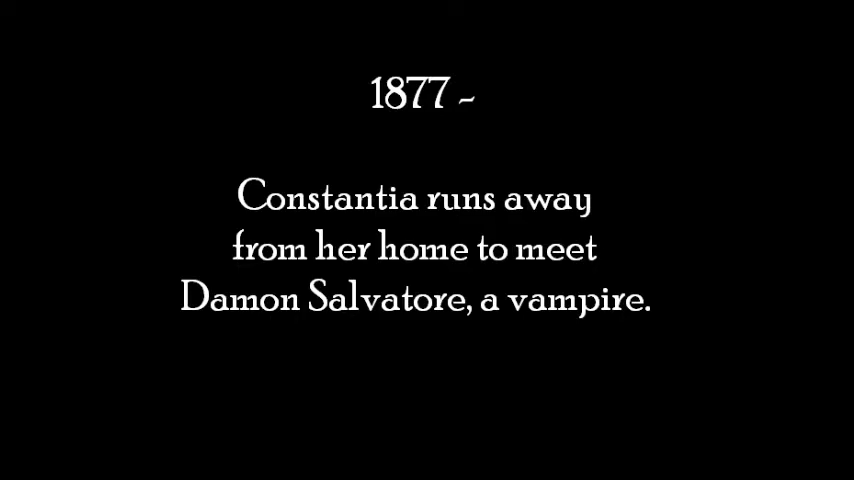 1877 -
Constantia runs away
from her home to meet
Damon Salvatore, a vampire.